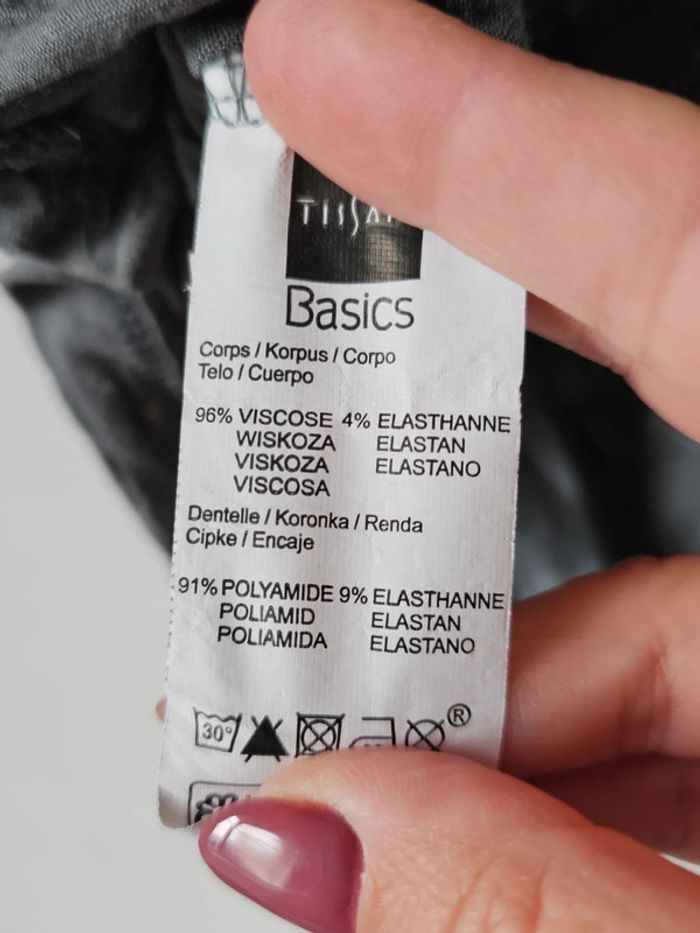 Basics
Corps / Korpus / Corpo
Telo / Cuerpo
96% VISCOSE 4% ELASTHANNE
WISKOZA ELASTAN
VISKOZA ELASTANO
VISCOSA
Dentelle / Koronka / Renda
Cipke / Encaje
91% POLYAMIDE 9% ELASTHANNE
POLIAMID ELASTAN
POLIAMIDA ELASTANO
30° ®